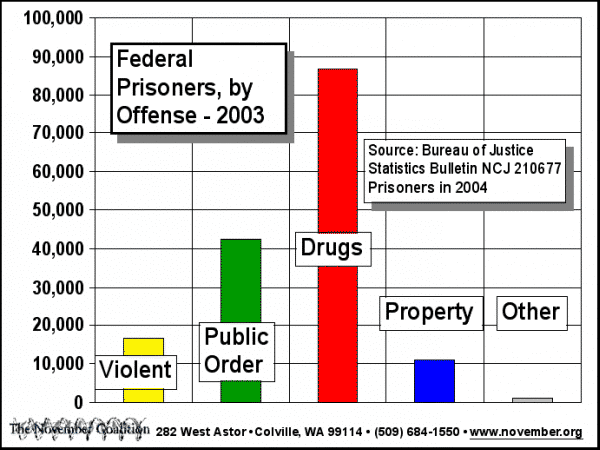 Federal
Prisoners, by
Offense - 2003
Source: Bureau of Justice
Statistics Bulletin NCJ 210677
Prisoners in 2004
100,000
90,000
80,000
70,000
60,000
50,000
40,000
30,000
20,000
10,000
0
Violent
Public
Order
Drugs
Property
Other
The November Coalition 282 West Astor • Colville, WA 99114 • (509) 684-1550 • www.november.org